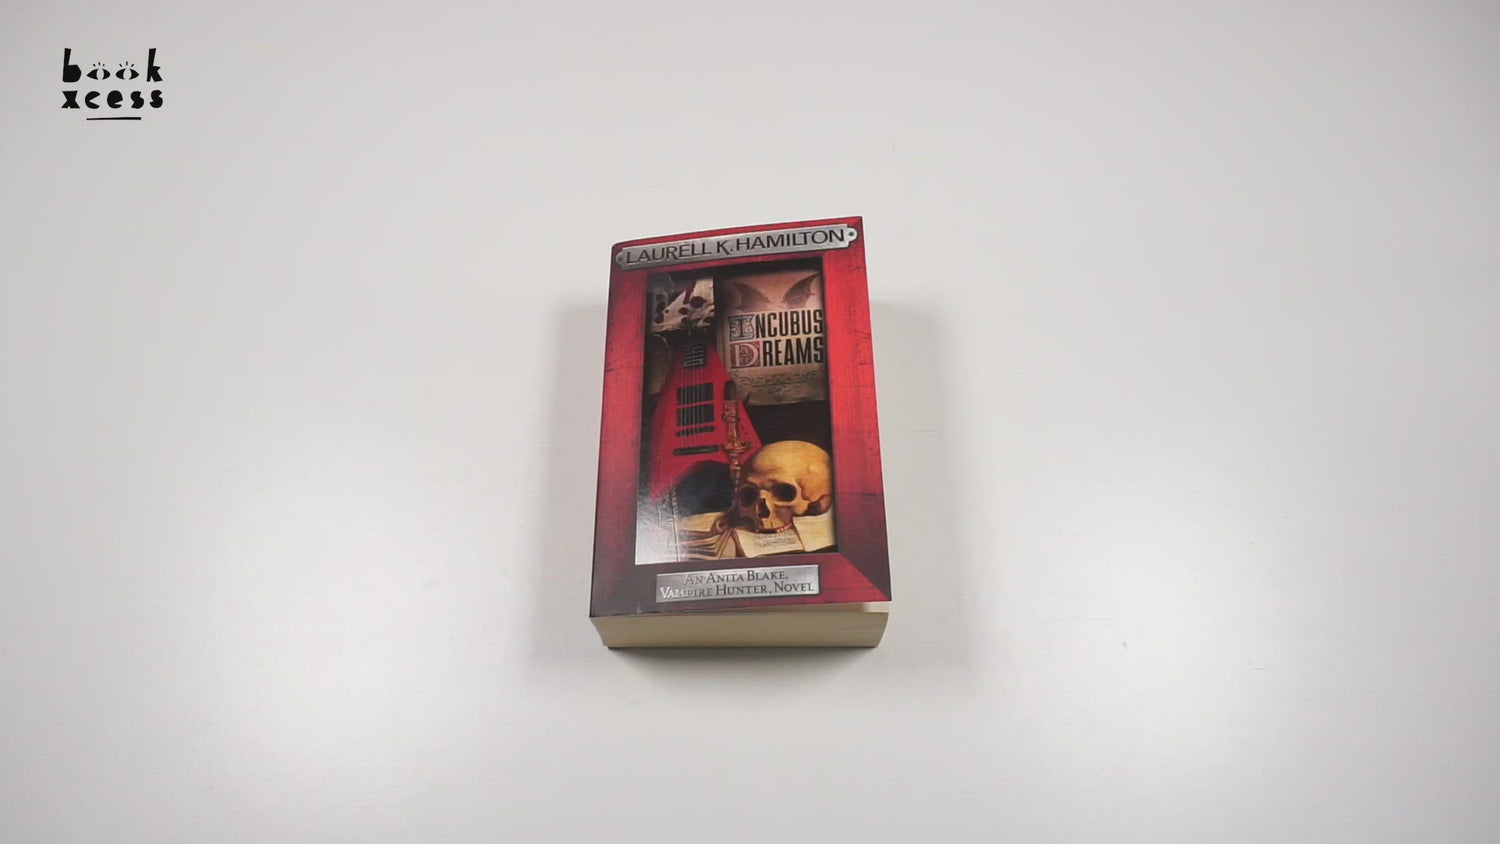 book
xcess
LAURELL K. HAMILTON
INCUBUS
DREAMS
AN ANITA BLAKE,
VAMPIRE HUNTER, NOVEL